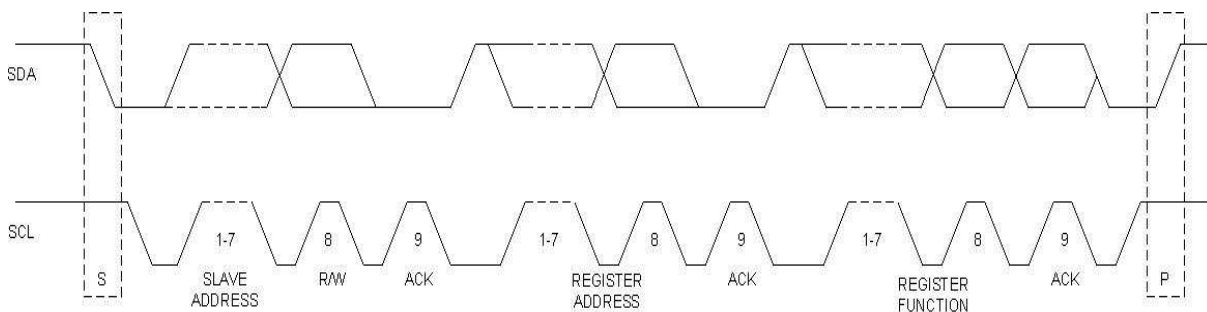 SDA
SCL
1-7 8 9 1-7 8 9 1-7 8 9
S SLAVE ADDRESS R/W ACK REGISTER ADDRESS ACK REGISTER FUNCTION ACK P